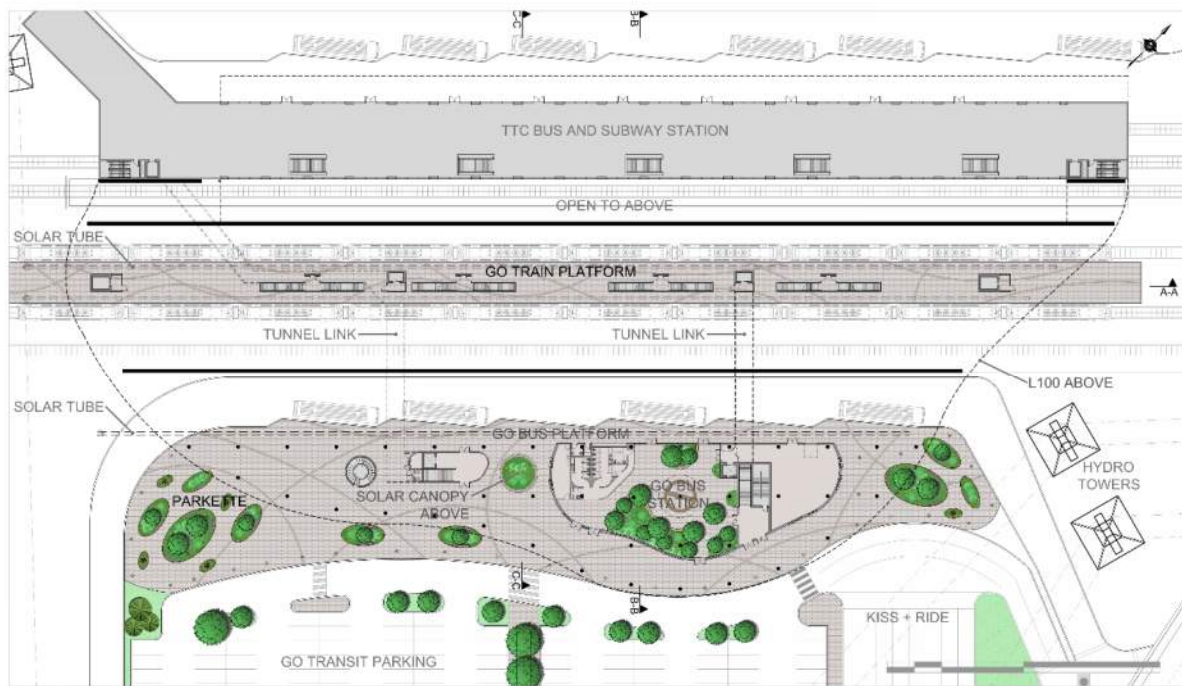 C-C
B-B
TTC BUS AND SUBWAY STATION
OPEN TO ABOVE
SOLAR TUBE
GO TRAIN PLATFORM
A-A
TUNNEL LINK
TUNNEL LINK
L100 ABOVE
SOLAR TUBE
GO BUS PLATFORM
HYDRO
TOWERS
PARKETTE
SOLAR CANOPY
ABOVE
GO BUS
STATION
C-C
B-B
KISS + RIDE
GO TRANSIT PARKING